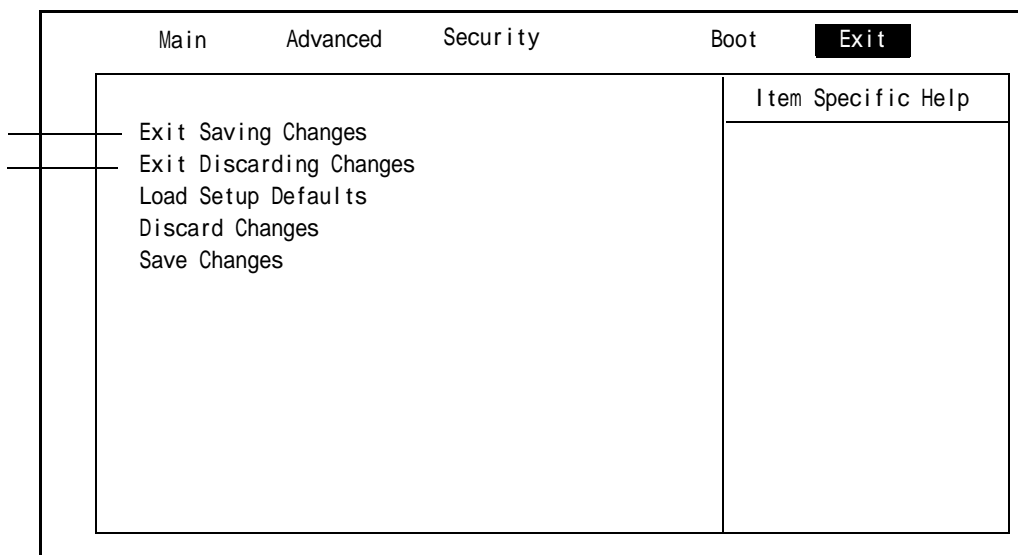 Main Advanced Security Boot Exit
Item Specific Help
Exit Saving Changes
Exit Discarding Changes
Load Setup Defaults
Discard Changes
Save Changes